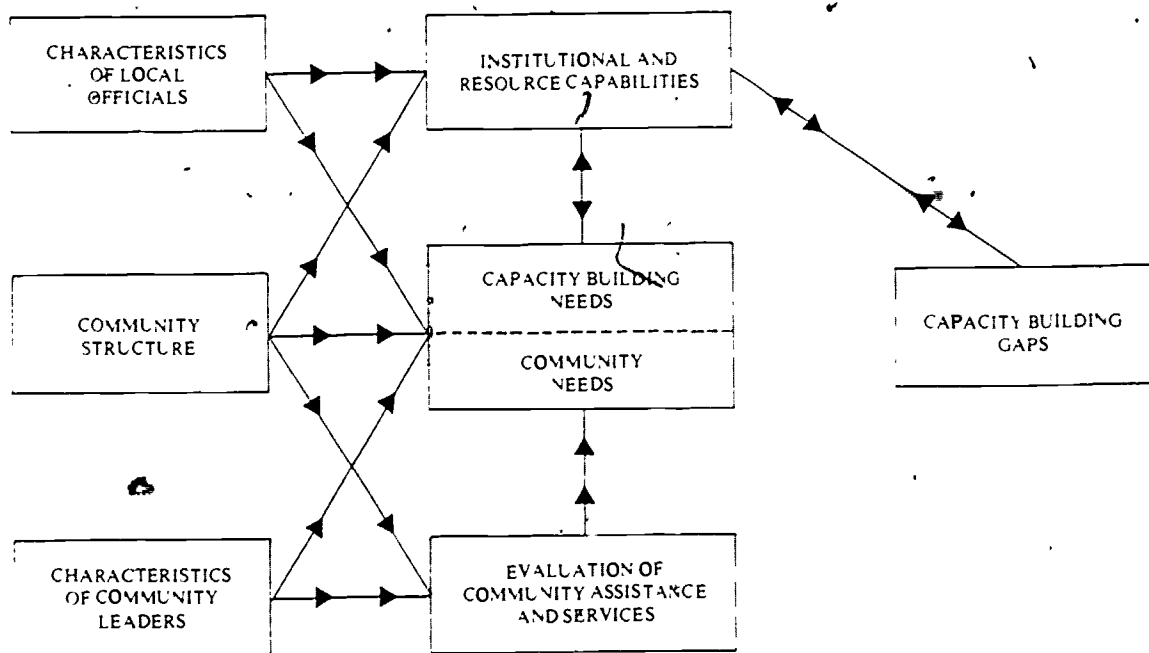 CHARACTERISTICS
OF LOCAL
OFFICIALS
INSTITUTIONAL AND
RESOURCE CAPABILITIES
COMMUNITY
STRUCTURE
CAPACITY BUILDING
NEEDS
COMMUNITY
NEEDS
CAPACITY BUILDING
GAPS
CHARACTERISTICS
OF COMMUNITY
LEADERS
EVALUATION OF
COMMUNITY ASSISTANCE
AND SERVICES